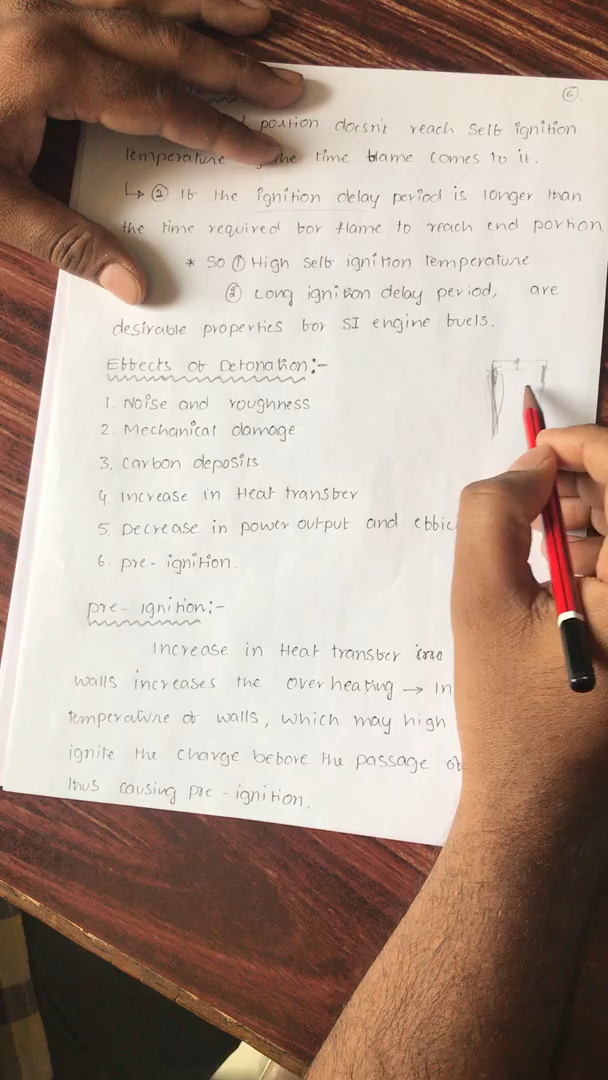 6.
portion doesn't reach self ignition
temperature the time flame comes to it.
↳ ② If the ignition delay period is longer than
the time required for flame to reach end portion
* So ① High self ignition temperature
② Long ignition delay period, are
desirable properties for SI engine fuels.
Effects of Detonation:-
1. Noise and roughness
2. Mechanical damage
3. Carbon deposits
4. Increase in Heat transfer
5. Decrease in power output and effic
6. pre-ignition.
Pre-ignition:-
Increase in Heat transfer
walls increases the overheating → In
temperature of walls, which may high
ignite the charge before the passage of
thus causing pre-ignition.